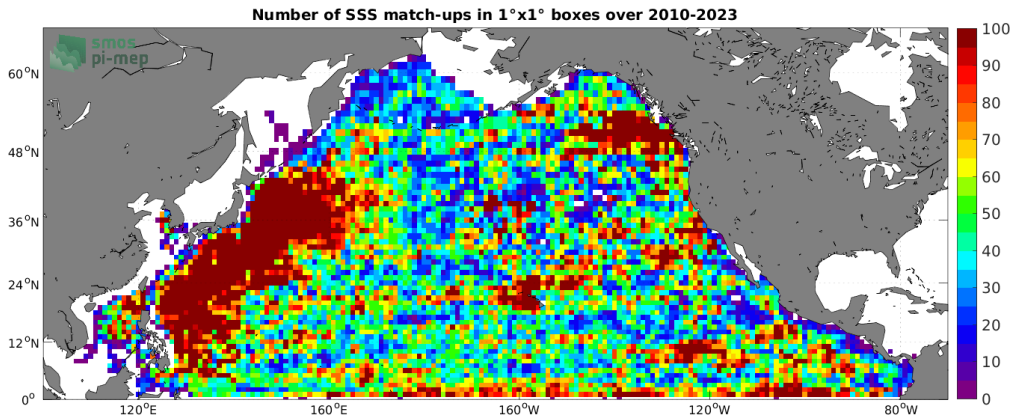 Number of SSS match-ups in 1°x1° boxes over 2010-2023
smos
pi-mep
60°N
48°N
36°N
24°N
12°N
0°
120°E
160°E
160°W
120°W
80°W
100
90
80
70
60
50
40
30
20
10
0